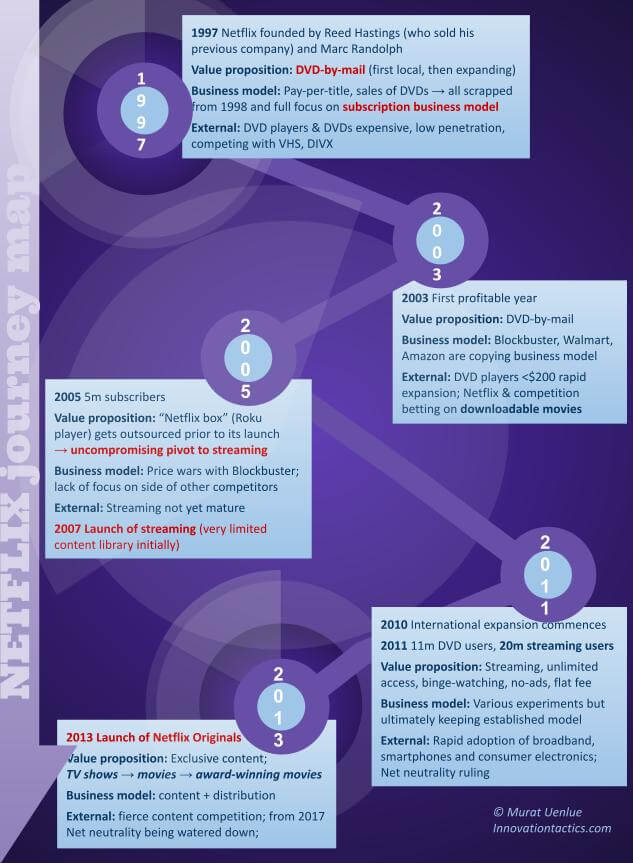 NETFLIX journey map
1
9
9
7
1997 Netflix founded by Reed Hastings (who sold his
previous company) and Marc Randolph
Value proposition: DVD-by-mail (first local, then expanding)
Business model: Pay-per-title, sales of DVDs → all scrapped
from 1998 and full focus on subscription business model
External: DVD players & DVDs expensive, low penetration,
competing with VHS, DIVX
2
0
0
3
2003 First profitable year
Value proposition: DVD-by-mail
Business model: Blockbuster, Walmart,
Amazon are copying business model
External: DVD players <$200 rapid
expansion; Netflix & competition
betting on downloadable movies
2
0
0
5
2005 5m subscribers
Value proposition: “Netflix box” (Roku
player) gets outsourced prior to its launch
→ uncompromising pivot to streaming
Business model: Price wars with Blockbuster;
lack of focus on side of other competitors
External: Streaming not yet mature
2007 Launch of streaming (very limited
content library initially)
2
0
1
1
2010 International expansion commences
2011 11m DVD users, 20m streaming users
Value proposition: Streaming, unlimited
access, binge-watching, no-ads, flat fee
Business model: Various experiments but
ultimately keeping established model
External: Rapid adoption of broadband,
smartphones and consumer electronics;
Net neutrality ruling
2
0
1
3
2013 Launch of Netflix Originals
Value proposition: Exclusive content;
TV shows → movies → award-winning movies
Business model: content + distribution
External: fierce content competition; from 2017
Net neutrality being watered down;
© Murat Uenlue
Innovationtactics.com